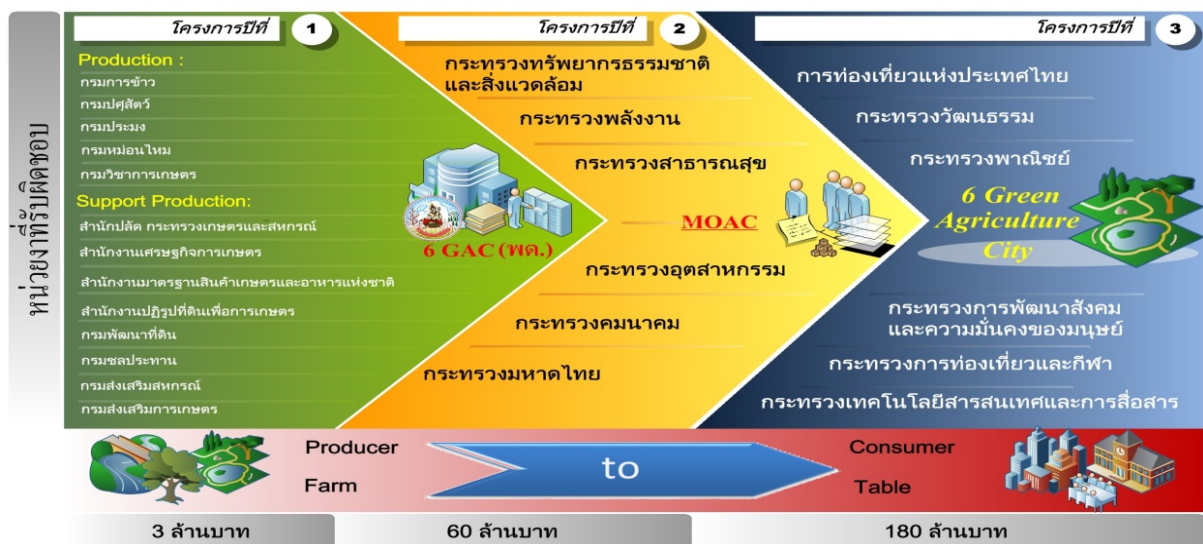 หน่วยงาที่รับผิดชอบ
โครงการปีที่ 1
Production :
กรมการข้าว
กรมปศุสัตว์
กรมประมง
กรมหม่อนไหม
กรมวิชาการเกษตร
Support Production:
สำนักปลัด กระทรวงเกษตรและสหกรณ์
สำนักงานเศรษฐกิจการเกษตร
สำนักงานมาตรฐานสินค้าเกษตรและอาหารแห่งชาติ
สำนักงานปฏิรูปที่ดินเพื่อการเกษตร
กรมพัฒนาที่ดิน
กรมชลประทาน
กรมส่งเสริมสหกรณ์
กรมส่งเสริมการเกษตร
6 GAC (พด.)
โครงการปีที่ 2
กระทรวงทรัพยากรธรรมชาติ
และสิ่งแวดล้อม
กระทรวงพลังงาน
กระทรวงสาธารณสุข
MOAC
กระทรวงอุตสาหกรรม
กระทรวงคมนาคม
กระทรวงมหาดไทย
โครงการปีที่ 3
การท่องเที่ยวแห่งประเทศไทย
กระทรวงวัฒนธรรม
กระทรวงพาณิชย์
6 Green
Agriculture
City
กระทรวงการพัฒนาสังคม
และความมั่นคงของมนุษย์
กระทรวงการท่องเที่ยวและกีฬา
กระทรวงเทคโนโลยีสารสนเทศและการสื่อสาร
Producer
Farm
to
Consumer
Table
3 ล้านบาท
60 ล้านบาท
180 ล้านบาท